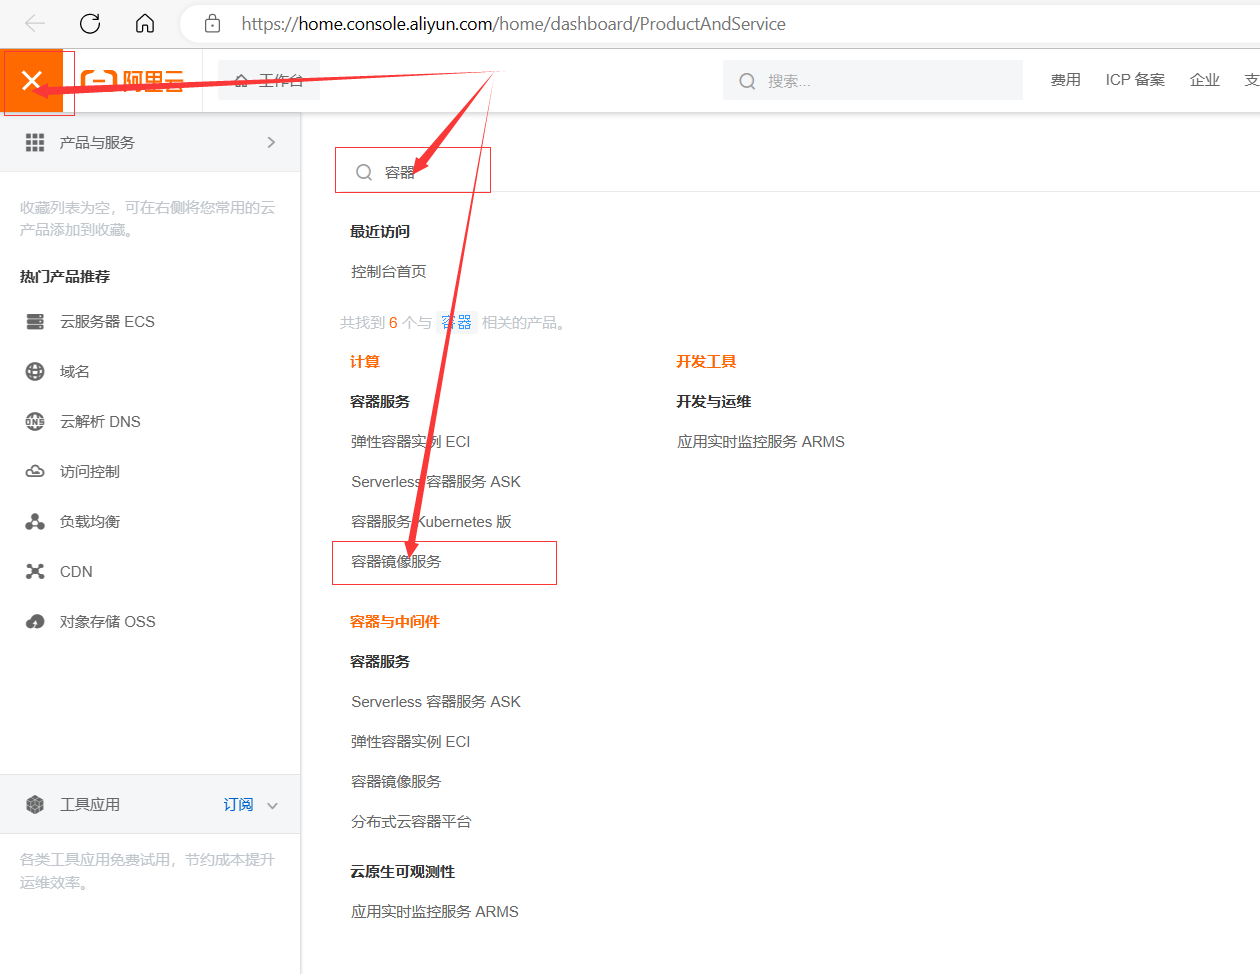 https://home.console.aliyun.com/home/dashboard/ProductAndService
阿里云
工作台
搜索...
费用
ICP 备案
企业
支
产品与服务
收藏列表为空，可在右侧将您常用的云
产品添加到收藏。
热门产品推荐
云服务器 ECS
域名
云解析 DNS
访问控制
负载均衡
CDN
对象存储 OSS
工具应用
订阅
各类工具应用免费试用，节约成本提升
运维效率。
容器
最近访问
控制台首页
共找到 6 个与 容器 相关的产品。
计算
容器服务
弹性容器实例 ECI
Serverless 容器服务 ASK
容器服务 Kubernetes 版
容器镜像服务
容器与中间件
容器服务
Serverless 容器服务 ASK
弹性容器实例 ECI
容器镜像服务
分布式云容器平台
云原生可观测性
应用实时监控服务 ARMS
开发工具
开发与运维
应用实时监控服务 ARMS